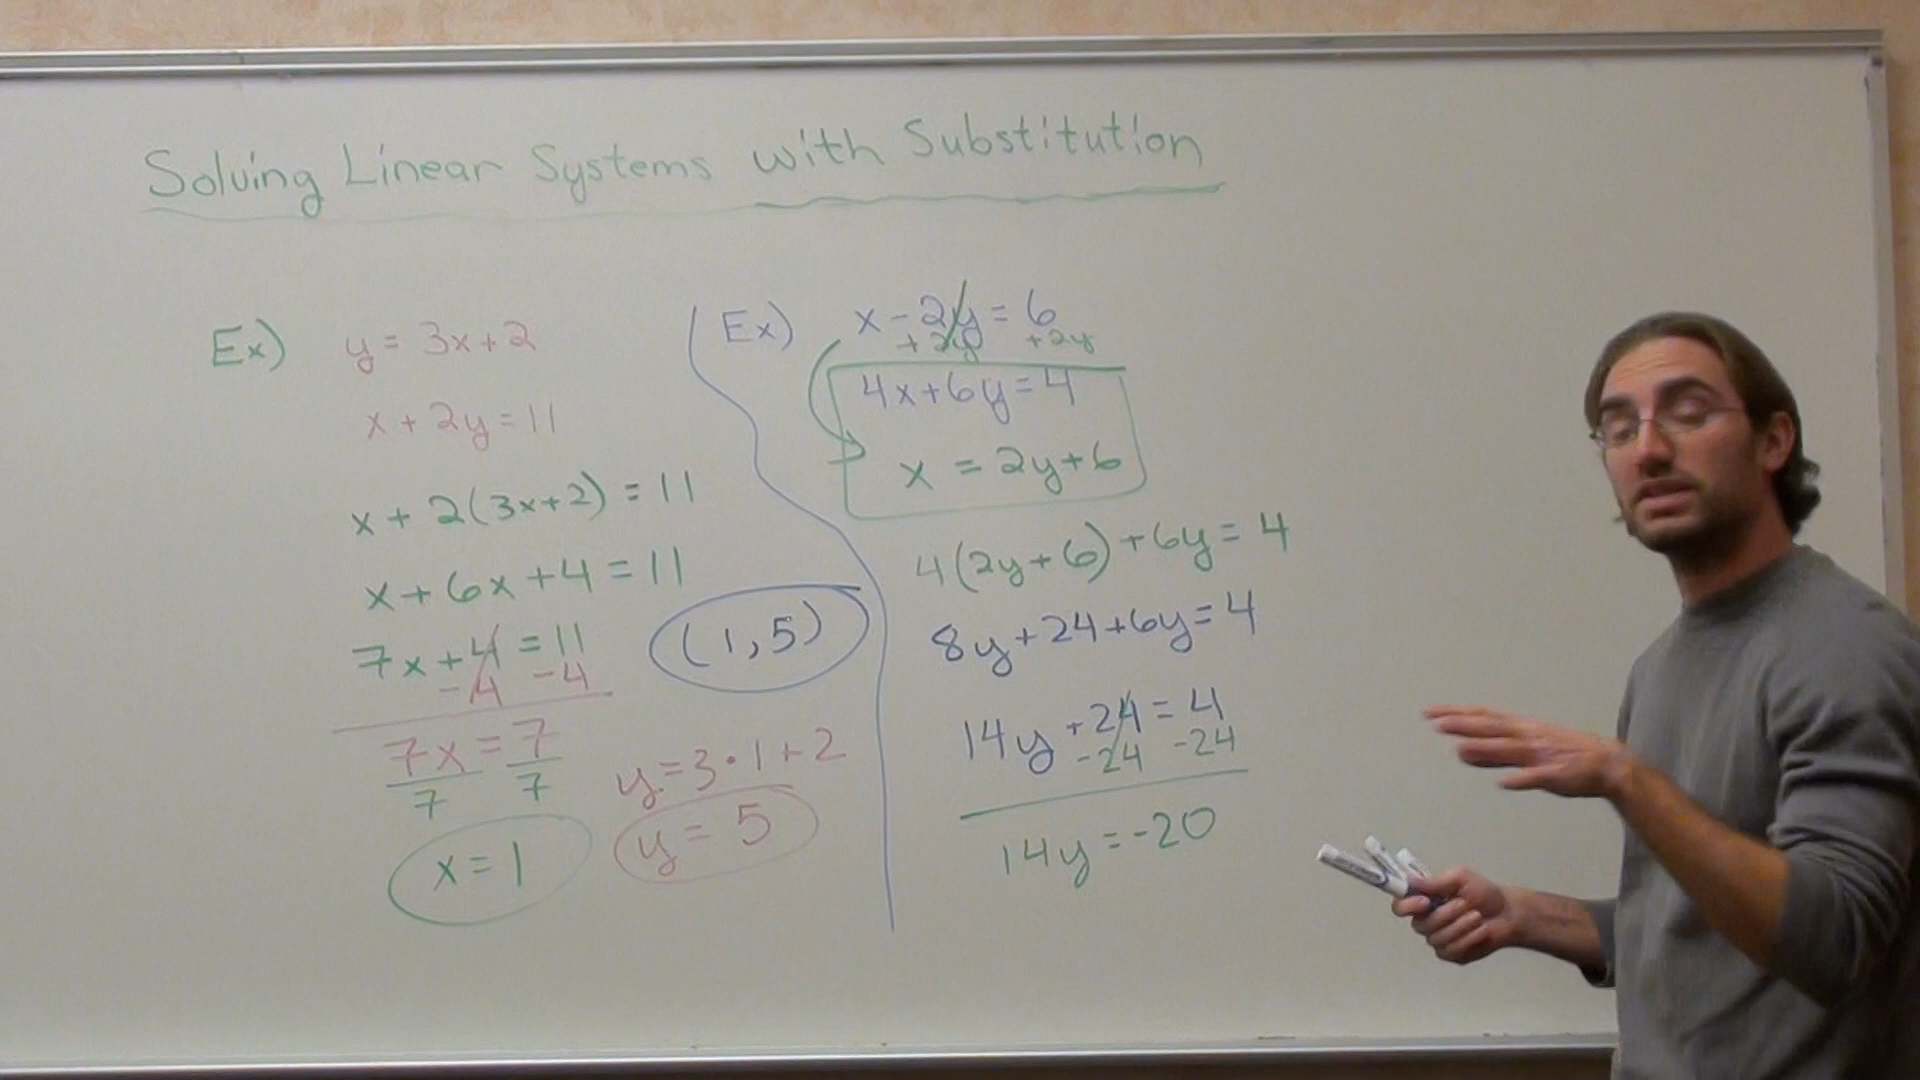 Solving Linear Systems with Substitution
Ex) y = 3x+2
x + 2y = 11
x + 2(3x+2) = 11
x + 6x + 4 = 11
7x + 4 = 11
-4 -4
7x = 7
7 7
x = 1
(1,5)
y = 3·1+2
y = 5
Ex) x - 2y = 6
+2y +2y
4x+6y=4
x = 2y+6
4(2y+6)+6y=4
8y+24+6y=4
14y+24=4
-24 -24
14y=-20